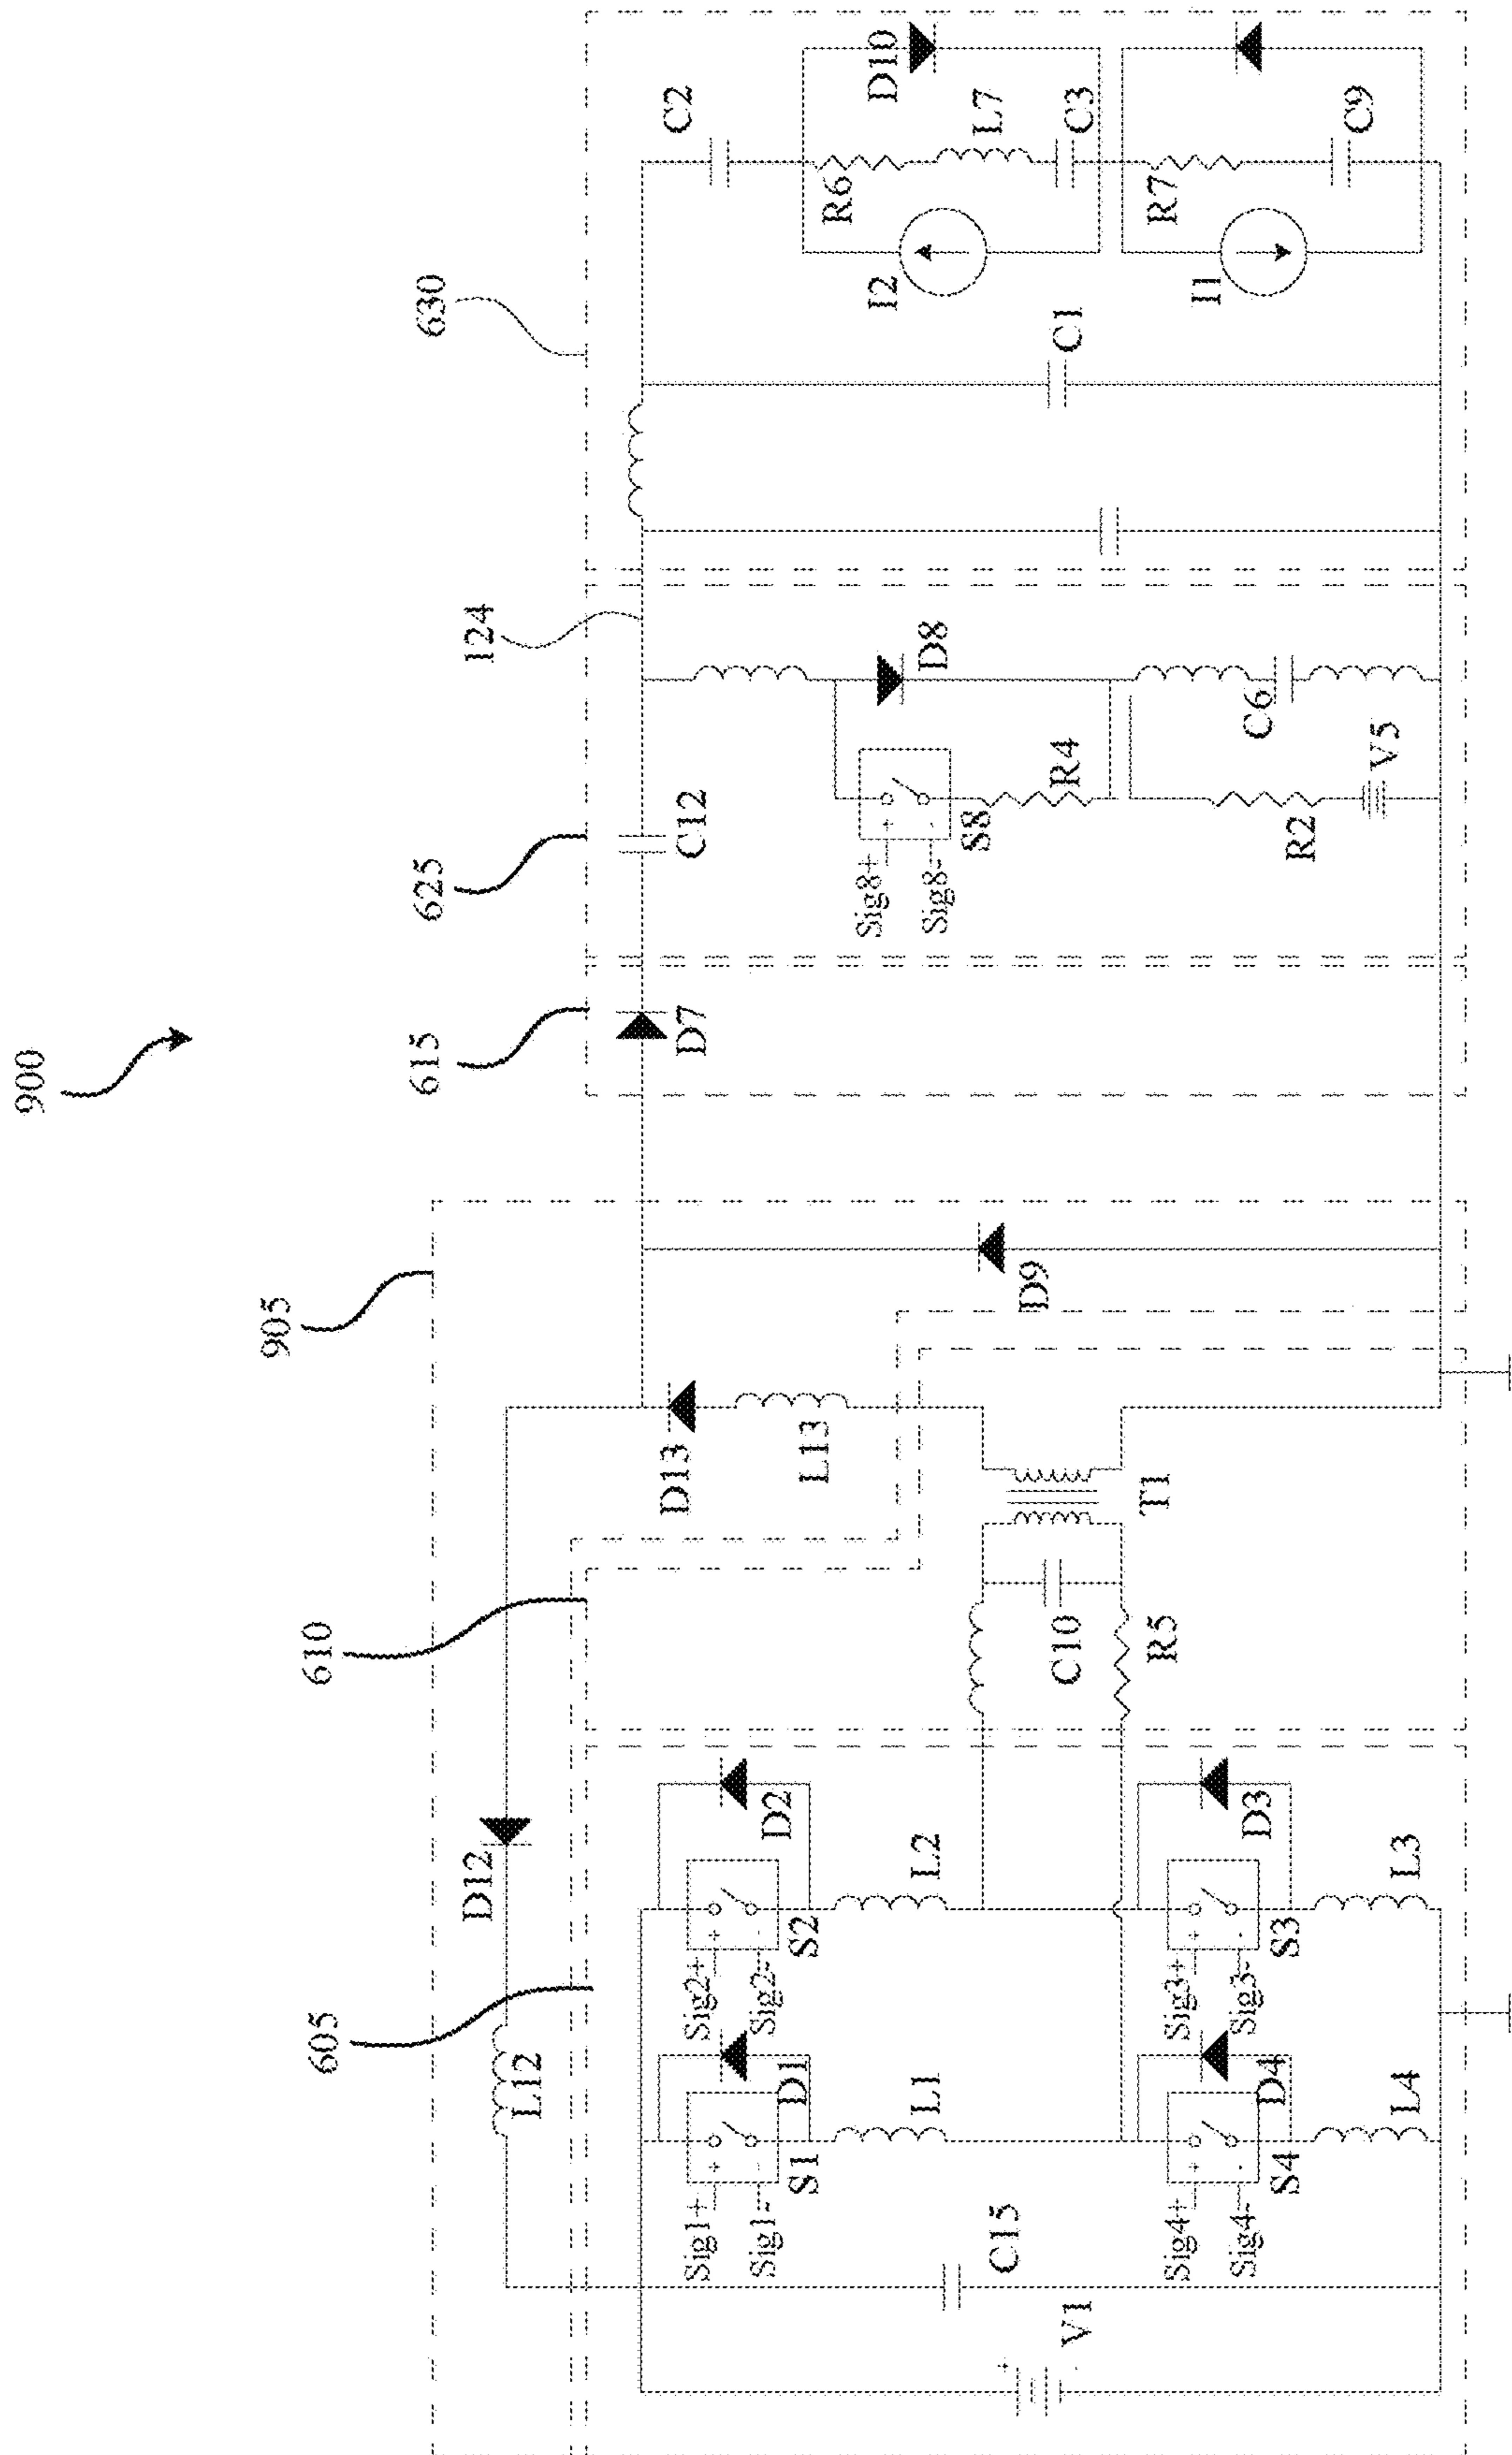 900
905
610
605
615
625
124
630
D12
L12
D13
L13
D9
D7
C12
Sig8+
Sig8-
S8
D8
R4
R2
C6
V5
C2
R6
L7
D10
C3
I2
R7
C9
I1
C1
T1
C10
R5
Sig1+
Sig1-
S1
D1
L1
Sig2+
Sig2-
S2
D2
L2
Sig3+
Sig3-
S3
D3
L3
Sig4+
Sig4-
S4
D4
L4
C15
V1